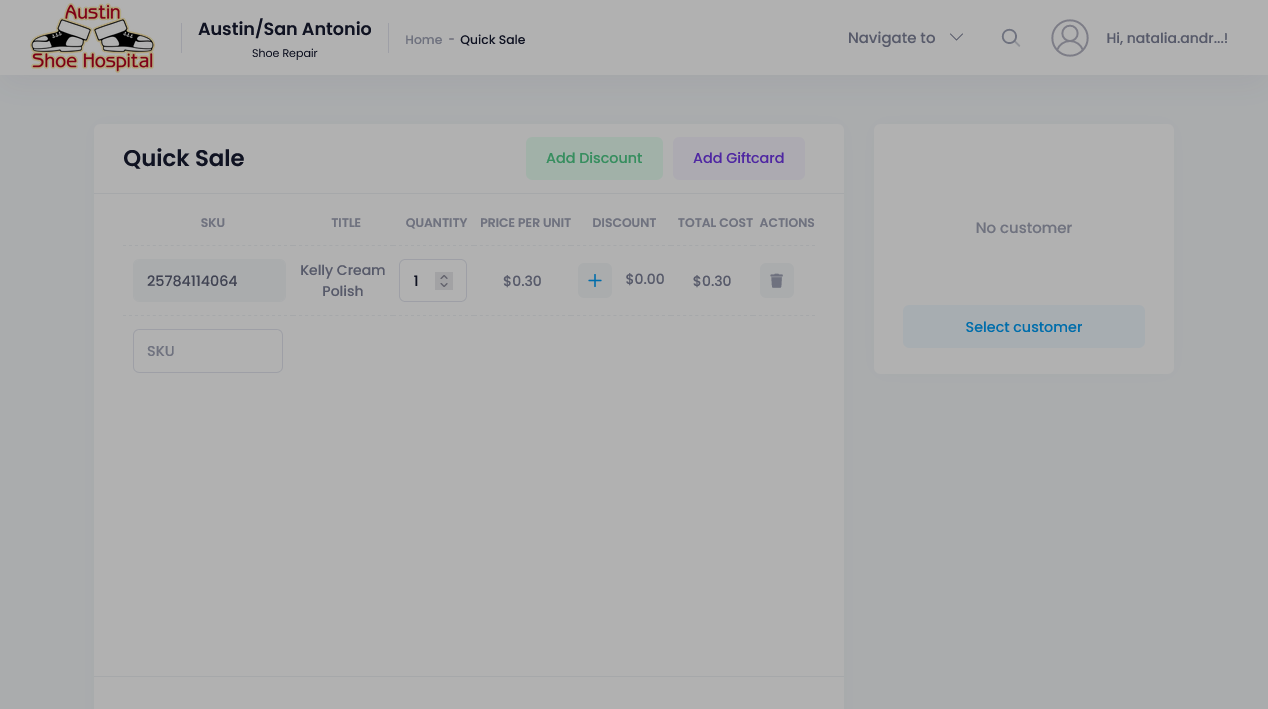 Austin
Shoe Hospital
Austin/San Antonio
Shoe Repair
Home - Quick Sale
Navigate to
Hi, natalia.andr...!
Quick Sale
Add Discount
Add Giftcard
SKU TITLE QUANTITY PRICE PER UNIT DISCOUNT TOTAL COST ACTIONS
25784114064 Kelly Cream 1 $0.30 + $0.00 $0.30
Polish
SKU
No customer
Select customer